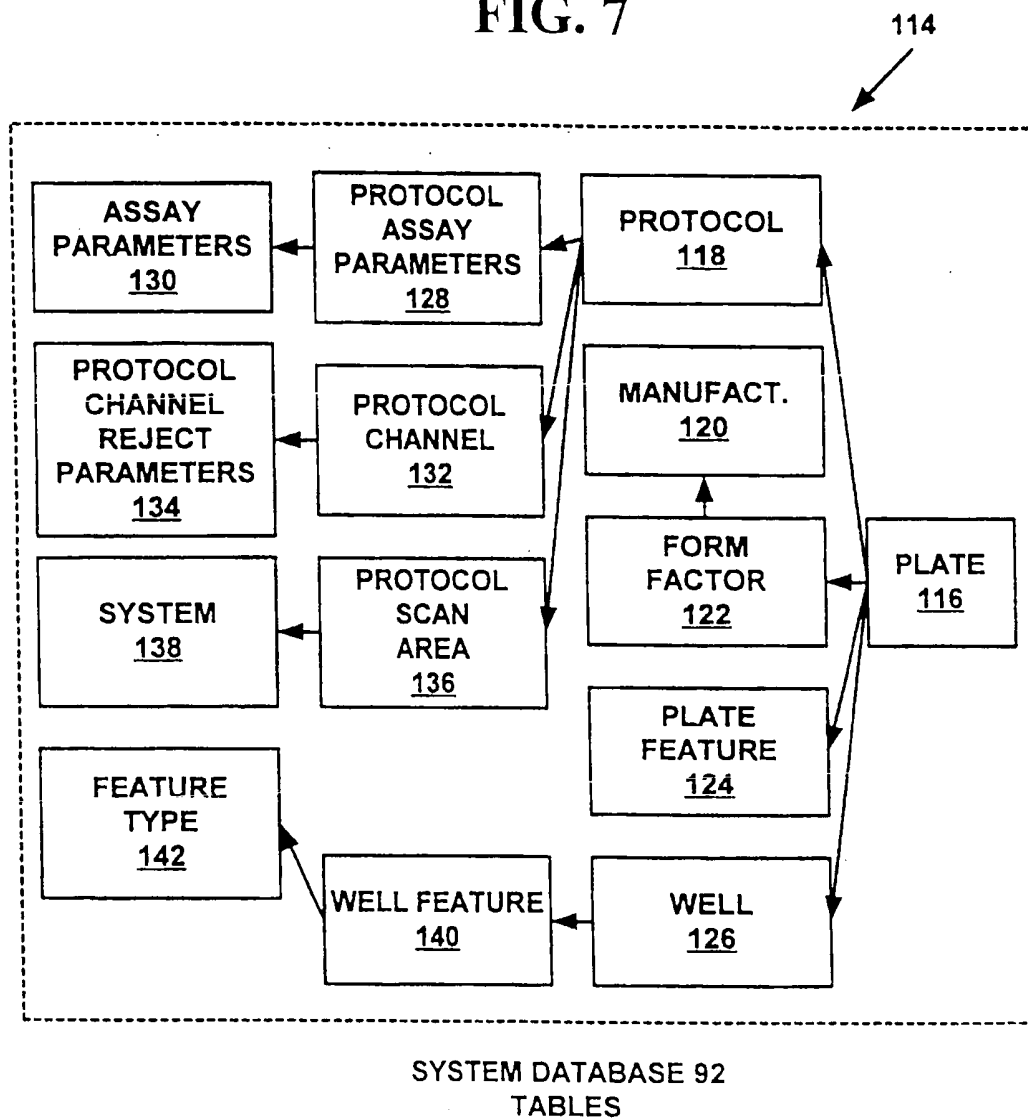 FIG. 7
114
ASSAY
PARAMETERS
130
PROTOCOL
ASSAY
PARAMETERS
128
PROTOCOL
118
PROTOCOL
CHANNEL
REJECT
PARAMETERS
134
PROTOCOL
CHANNEL
132
MANUFACT.
120
SYSTEM
138
PROTOCOL
SCAN
AREA
136
FORM
FACTOR
122
PLATE
116
PLATE
FEATURE
124
FEATURE
TYPE
142
WELL FEATURE
140
WELL
126
SYSTEM DATABASE 92
TABLES